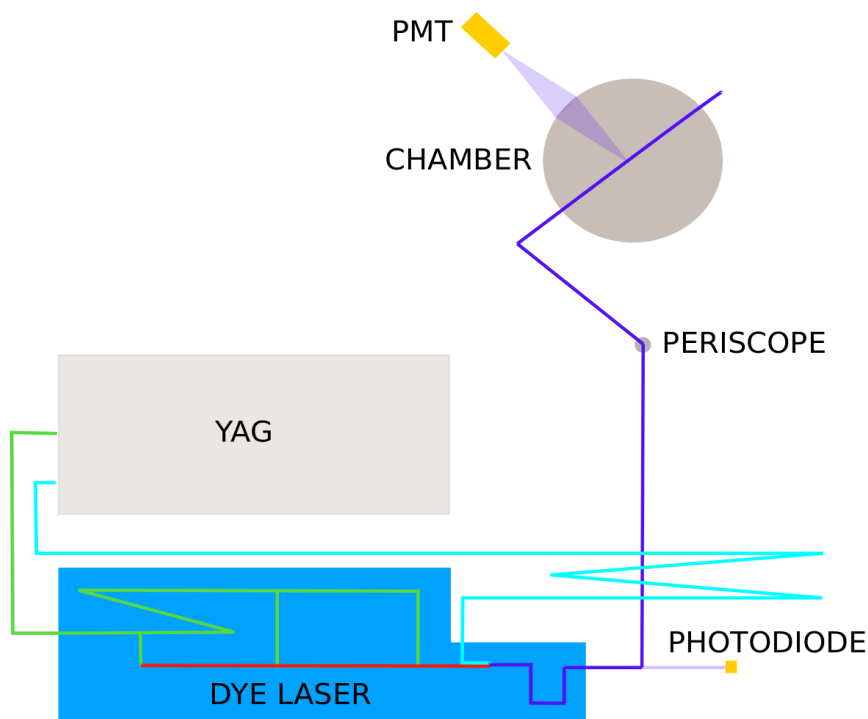 PMT
CHAMBER
PERISCOPE
YAG
PHOTODIODE
DYE LASER